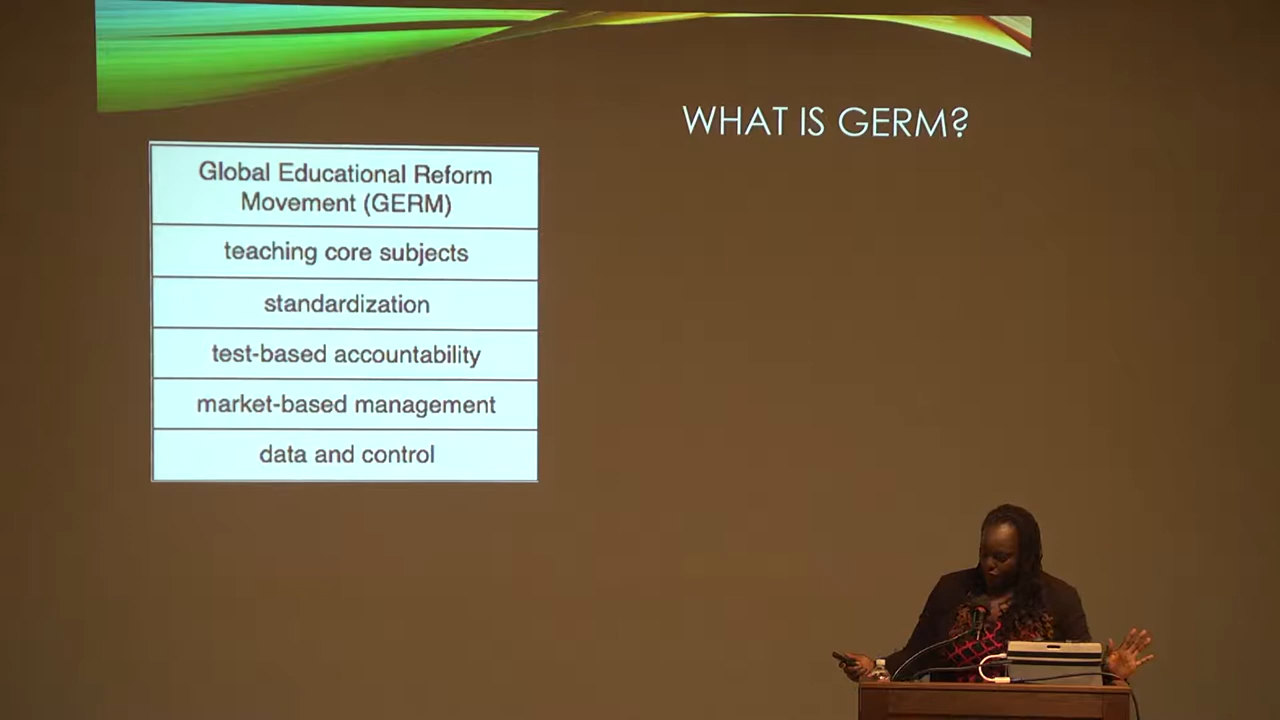 WHAT IS GERM?
Global Educational Reform
Movement (GERM)
teaching core subjects
standardization
test-based accountability
market-based management
data and control